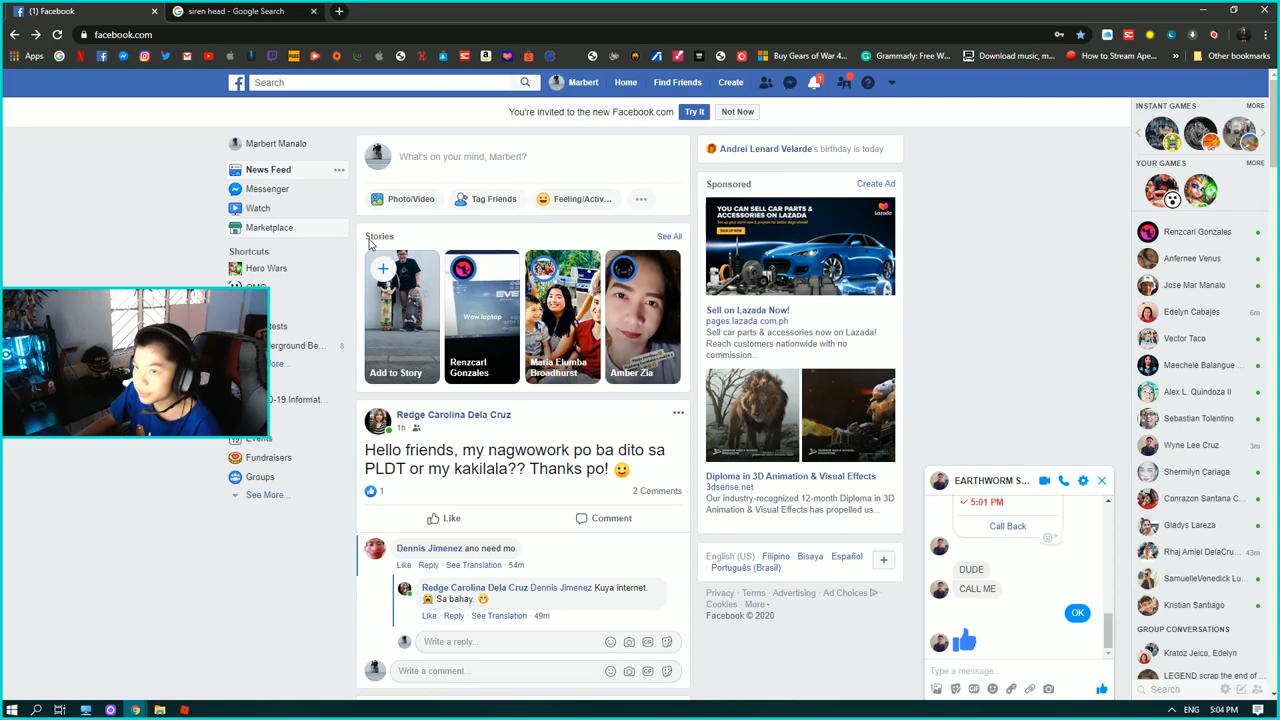 (1) Facebook
siren head - Google Search
facebook.com
Apps
Buy Gears of War 4...
Grammarly: Free W...
Download music, m...
How to Stream Ape...
Other bookmarks
Search
Marbert
Home
Find Friends
Create
1
You're invited to the new Facebook.com
Try It
Not Now
Marbert Manalo
News Feed
Messenger
Watch
Marketplace
Shortcuts
Hero Wars
8
Events
Fundraisers
Groups
See More...
What's on your mind, Marbert?
Photo/Video
Tag Friends
Feeling/Activ...
Stories
See All
Wow laptop
Add to Story
Renzcarl
Gonzales
Maria Elumba
Broadhurst
Amber Zia
Redge Carolina Dela Cruz
1h
Hello friends, my nagwowork po ba dito sa
PLDT or my kakilala?? Thanks po! 🙂
1
2 Comments
Like
Comment
Dennis Jimenez ano need mo
Like · Reply · See Translation · 54m
Redge Carolina Dela Cruz Dennis Jimenez Kuya internet.
Sa bahay.
Like · Reply · See Translation · 49m
Write a reply...
Write a comment...
Andrei Lenard Velarde's birthday is today
Sponsored
Create Ad
YOU CAN SELL CAR PARTS &
ACCESSORIES ON LAZADA
SIGN UP NOW
Lazada
Sell on Lazada Now!
pages.lazada.com.ph
Sell car parts & accessories now on Lazada!
Reach customers nationwide with no
commission...
Diploma in 3D Animation & Visual Effects
3dsense.net
Our industry-recognized 12-month Diploma in 3D
Animation & Visual Effects has propelled us...
English (US) · Filipino · Bisaya · Español ·
Português (Brasil)
Privacy · Terms · Advertising · Ad Choices ·
Cookies · More
Facebook © 2020
INSTANT GAMES
MORE
YOUR GAMES
MORE
Renzcarl Gonzales
Anfernee Venus
Jose Mar Manalo
Edelyn Cabajes
6m
Vector Taco
Maechele Balangue ...
Alex L. Quindoza II
Sebastian Tolentino
Wyne Lee Cruz
3m
Shermilyn Cariaga
Conrazon Santana C...
Gladys Lareza
Rhaj Amiel DelaCruz...
43m
SamuelleVenedick Lu...
Kristian Santiago
GROUP CONVERSATIONS
Kratoz Jeico, Edelyn
LEGEND scrap the end of ...
Search
EARTHWORM S...
5:01 PM
Call Back
DUDE
CALL ME
OK
Type a message...
5:04 PM